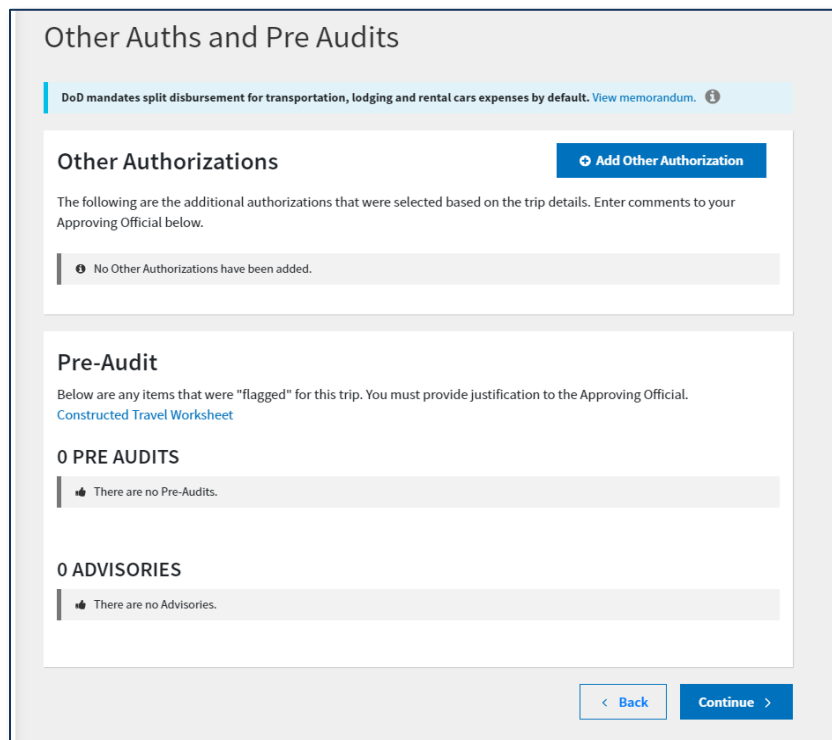 Other Auths and Pre Audits
DoD mandates split disbursement for transportation, lodging and rental cars expenses by default. View memorandum.
Other Authorizations
Add Other Authorization
The following are the additional authorizations that were selected based on the trip details. Enter comments to your
Approving Official below.
No Other Authorizations have been added.
Pre-Audit
Below are any items that were "flagged" for this trip. You must provide justification to the Approving Official.
Constructed Travel Worksheet
0 PRE AUDITS
There are no Pre-Audits.
0 ADVISORIES
There are no Advisories.
Back
Continue